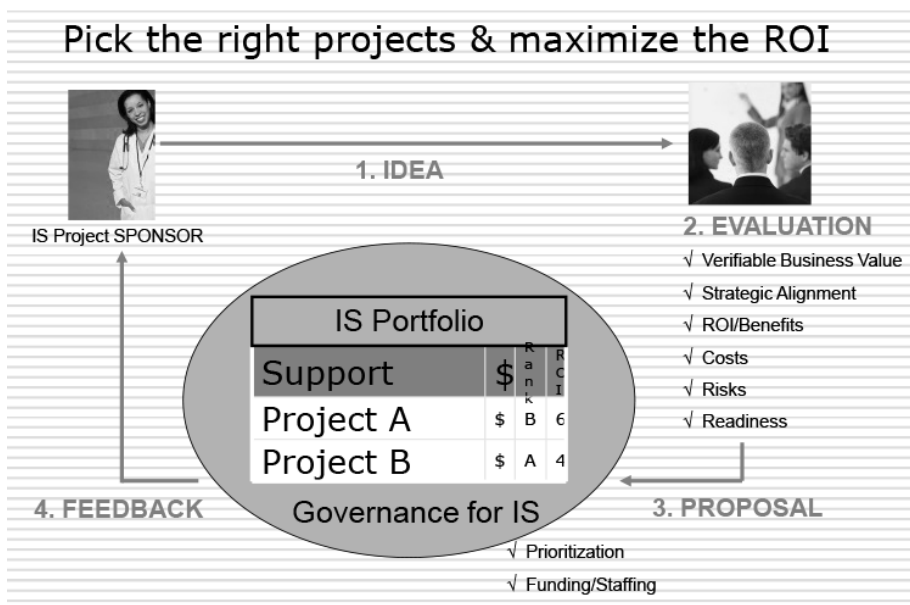 Pick the right projects & maximize the ROI
1. IDEA
IS Project SPONSOR
2. EVALUATION
√ Verifiable Business Value
√ Strategic Alignment
√ ROI/Benefits
√ Costs
√ Risks
√ Readiness
IS Portfolio
Support $ Rank ROI
Project A $ B 6
Project B $ A 4
Governance for IS
3. PROPOSAL
4. FEEDBACK
√ Prioritization
√ Funding/Staffing